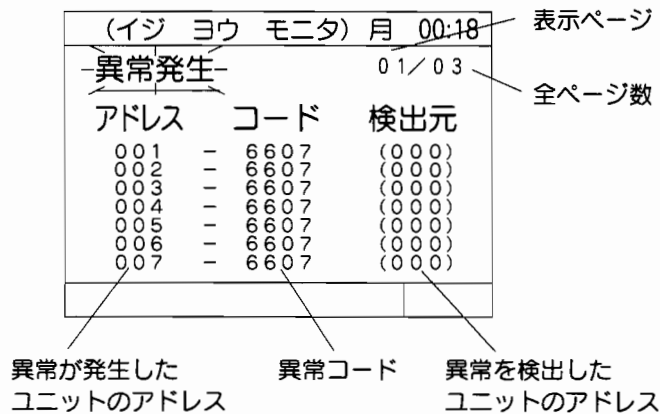 (イジ ヨウ モニタ) 月 00:18
表示ページ
異常発生
01/03
全ページ数
アドレス コード 検出元
001 - 6607 (000)
002 - 6607 (000)
003 - 6607 (000)
004 - 6607 (000)
005 - 6607 (000)
006 - 6607 (000)
007 - 6607 (000)
異常が発生した
ユニットのアドレス
異常コード
異常を検出した
ユニットのアドレス